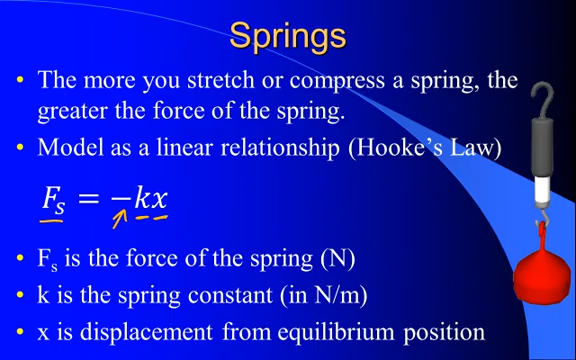 Springs
• The more you stretch or compress a spring, the
greater the force of the spring.
• Model as a linear relationship (Hooke's Law)
Fₛ = −kx
• Fₛ is the force of the spring (N)
• k is the spring constant (in N/m)
• x is displacement from equilibrium position